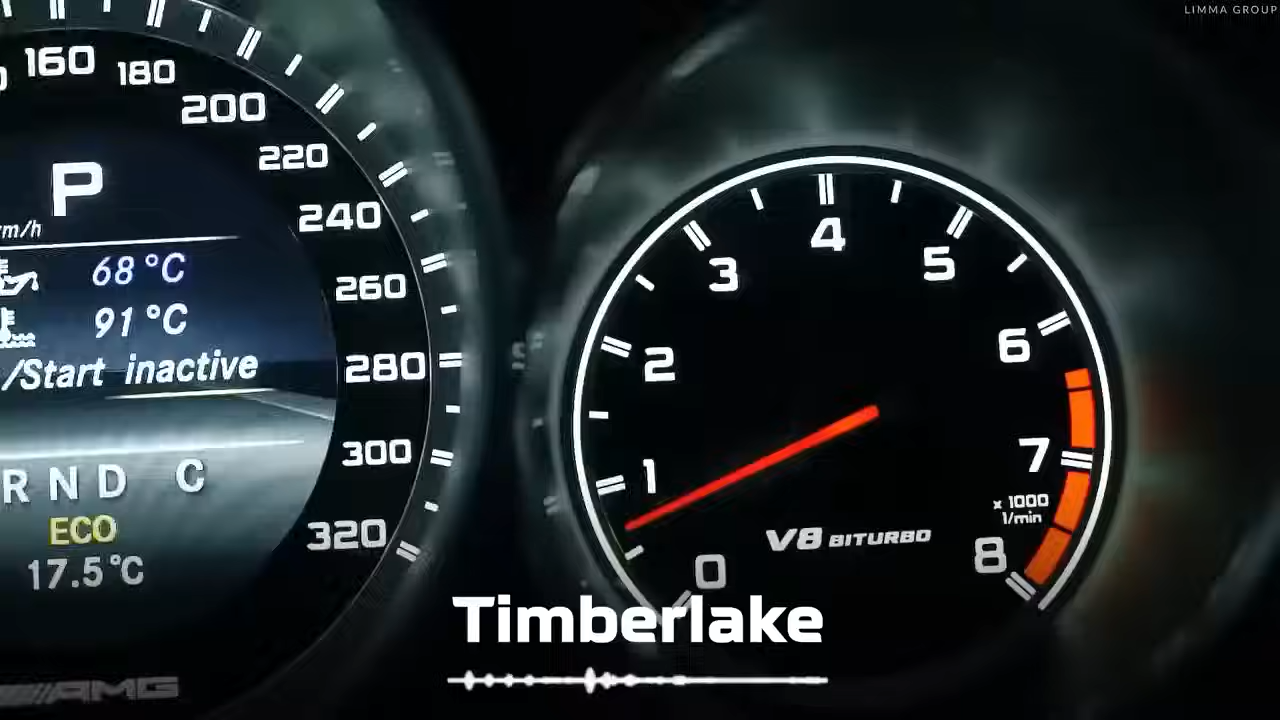 LIMMA GROUP
160
180
200
220
240
260
280
300
320
P
m/h
68°C
91°C
/Start inactive
R N D C
ECO
17.5°C
AMG
0
1
2
3
4
5
6
7
8
x 1000
1/min
V8 BITURBO
Timberlake